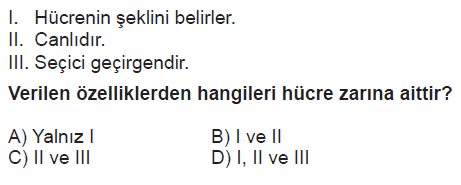 I. Hücrenin şeklini belirler.
II. Canlıdır.
III. Seçici geçirgendir.
Verilen özelliklerden hangileri hücre zarına aittir?
A) Yalnız I B) I ve II
C) II ve III D) I, II ve III